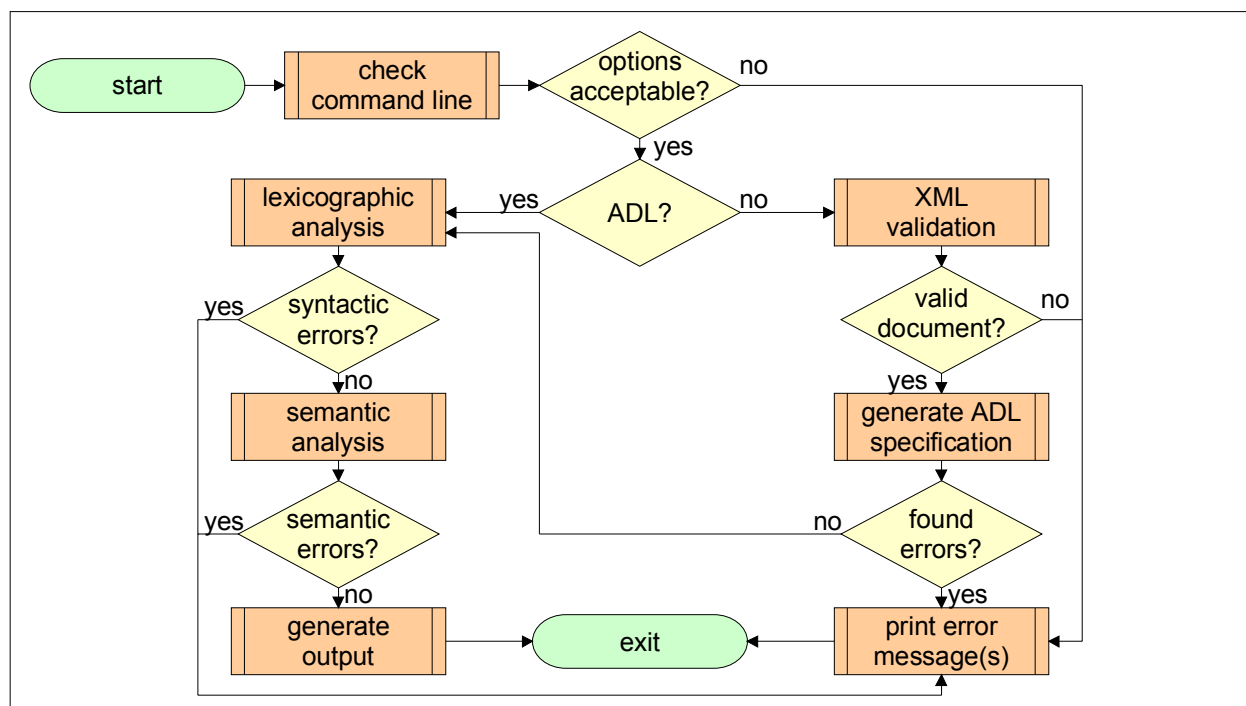 start
check
command line
options
acceptable?
no
yes
lexicographic
analysis
yes
ADL?
no
XML
validation
yes
syntactic
errors?
valid
document?
no
no
yes
semantic
analysis
generate ADL
specification
yes
semantic
errors?
no
found
errors?
no
yes
generate
output
exit
print error
message(s)